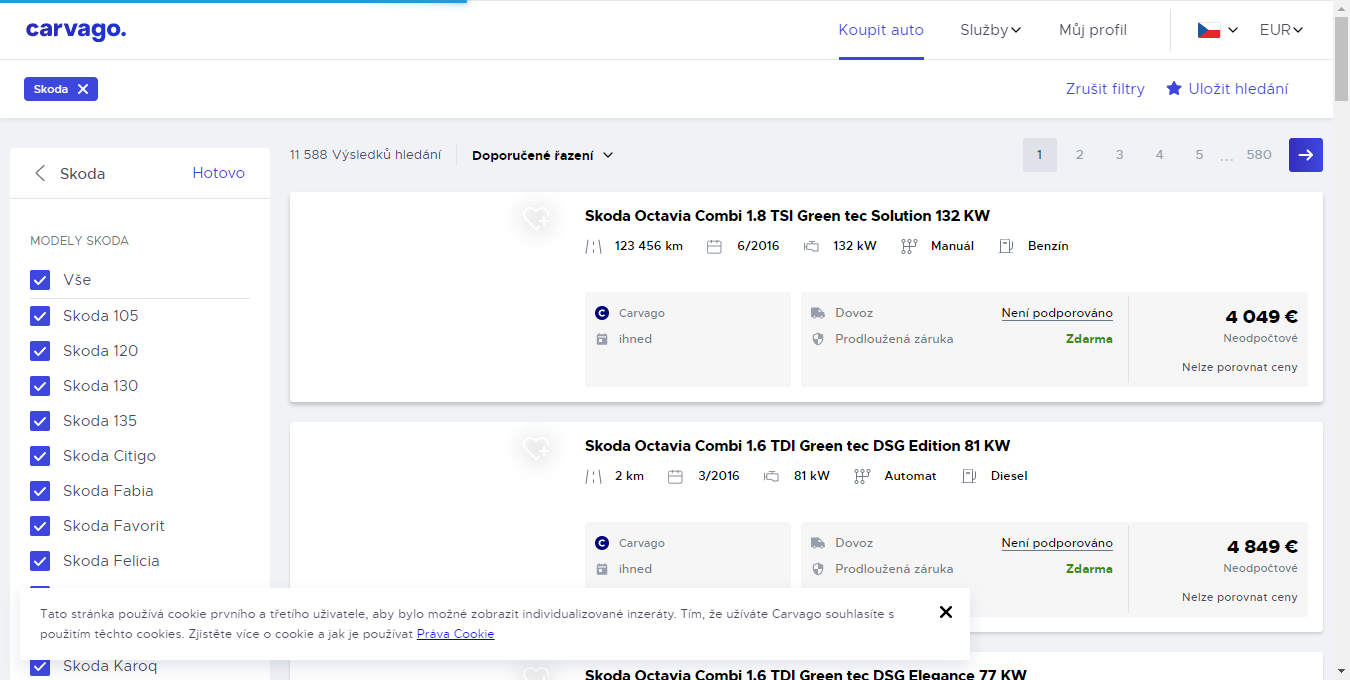 carvago.
Koupit auto
Služby
Můj profil
EUR
Skoda
Zrušit filtry
Uložit hledání
Skoda
Hotovo
MODELY SKODA
Vše
Skoda 105
Skoda 120
Skoda 130
Skoda 135
Skoda Citigo
Skoda Fabia
Skoda Favorit
Skoda Felicia
Skoda Karoq
11 588 Výsledků hledání
Doporučené řazení
1 2 3 4 5 ... 580
Skoda Octavia Combi 1.8 TSI Green tec Solution 132 KW
123 456 km 6/2016 132 kW Manuál Benzín
Carvago
ihned
Dovoz Není podporováno
Prodloužená záruka Zdarma
4 049 €
Neodpočtové
Nelze porovnat ceny
Skoda Octavia Combi 1.6 TDI Green tec DSG Edition 81 KW
2 km 3/2016 81 kW Automat Diesel
Carvago
ihned
Dovoz Není podporováno
Prodloužená záruka Zdarma
4 849 €
Neodpočtové
Nelze porovnat ceny
Skoda Octavia Combi 1.6 TDI Green tec DSG Elegance 77 KW
Tato stránka používá cookie prvního a třetího uživatele, aby bylo možné zobrazit individualizované inzeráty. Tím, že užíváte Carvago souhlasíte s
použitím těchto cookies. Zjistěte více o cookie a jak je používat Práva Cookie